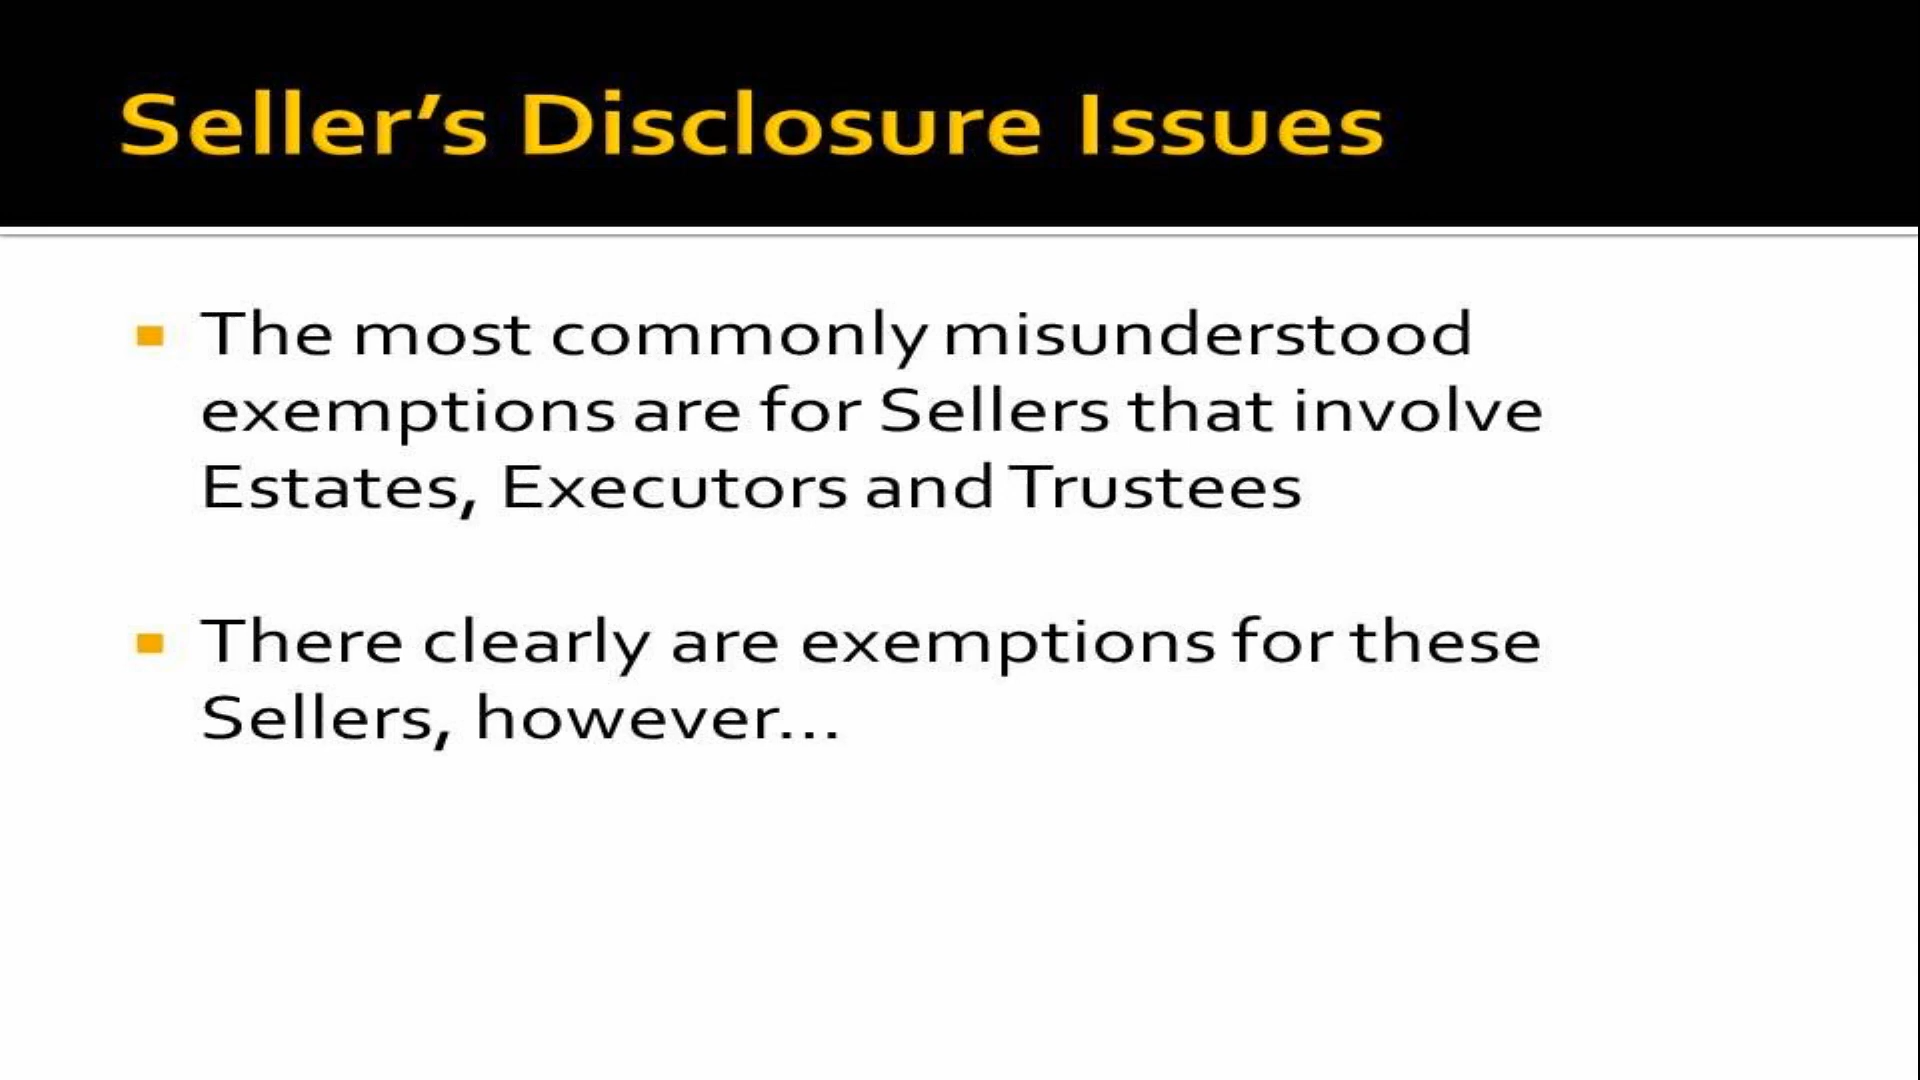 Seller’s Disclosure Issues
The most commonly misunderstood
exemptions are for Sellers that involve
Estates, Executors and Trustees
There clearly are exemptions for these
Sellers, however…